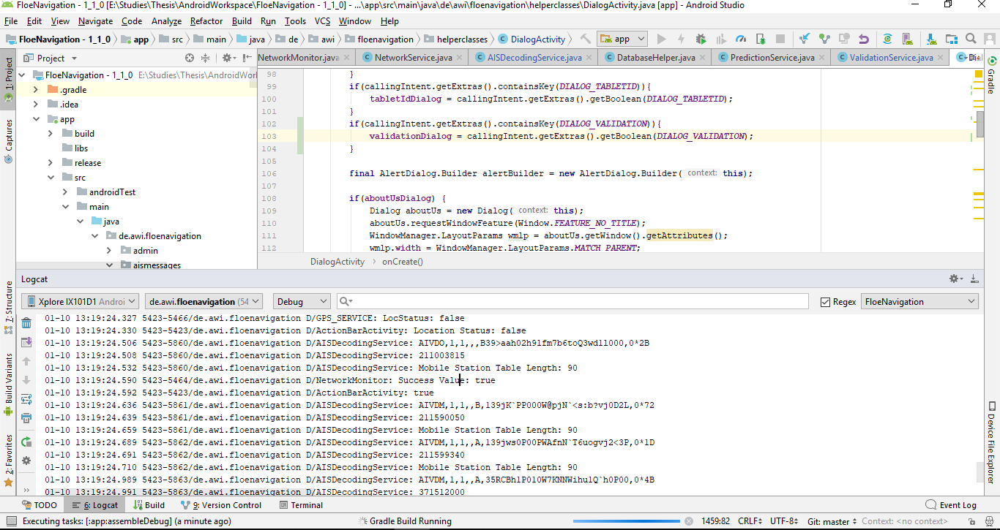 FloeNavigation - 1_1_0 [E:\Studies\Thesis\AndroidWorkspace\FloeNavigation - 1_1_0] - ...\app\src\main\java\de\awi\floenavigation\helperclasses\DialogActivity.java [app] - Android Studio
File Edit View Navigate Code Analyze Refactor Build Run Tools VCS Window Help
FloeNavigation - 1_1_0 app src main java de awi floenavigation helperclasses DialogActivity app
Project NetworkMonitor.java NetworkService.java AISDecodingService.java DatabaseHelper.java PredictionService.java ValidationService.java
FloeNavigation - 1_1_0 E:\Studies\Thesis\AndroidWor
.gradle
.idea
app
build
libs
release
src
androidTest
main
java
de.awi.floenavigation
admin
aismessages
98 }
99 if(callingIntent.getExtras().containsKey(DIALOG_TABLETID)){
100 tabletIdDialog = callingIntent.getExtras().getBoolean(DIALOG_TABLETID);
101 }
102 if(callingIntent.getExtras().containsKey(DIALOG_VALIDATION)){
103 validationDialog = callingIntent.getExtras().getBoolean(DIALOG_VALIDATION);
104 }
105
106 final AlertDialog.Builder alertBuilder = new AlertDialog.Builder( context: this);
107
108 if(aboutUsDialog) {
109 Dialog aboutUs = new Dialog( context: this);
110 aboutUs.requestWindowFeature(Window.FEATURE_NO_TITLE);
111 WindowManager.LayoutParams wmlp = aboutUs.getWindow().getAttributes();
112 wmlp.width = WindowManager.LayoutParams.MATCH_PARENT;
DialogActivity onCreate()
1: Project
Captures
7: Structure
Build Variants
2: Favorites
Gradle
Device File Explorer
Logcat
Xplore IX101D1 Androi de.awi.floenavigation (54 Debug Regex FloeNavigation
01-10 13:19:24.327 5423-5466/de.awi.floenavigation D/GPS_SERVICE: LocStatus: false
01-10 13:19:24.330 5423-5423/de.awi.floenavigation D/ActionBarActivity: Location Status: false
01-10 13:19:24.506 5423-5860/de.awi.floenavigation D/AISDecodingService: AIVDO,1,1,,,B39>aah02h9lfm7b6toQ3wdll000,0*2B
01-10 13:19:24.508 5423-5860/de.awi.floenavigation D/AISDecodingService: 211003815
01-10 13:19:24.532 5423-5860/de.awi.floenavigation D/AISDecodingService: Mobile Station Table Length: 90
01-10 13:19:24.590 5423-5464/de.awi.floenavigation D/NetworkMonitor: Success Value: true
01-10 13:19:24.592 5423-5423/de.awi.floenavigation D/ActionBarActivity: true
01-10 13:19:24.636 5423-5861/de.awi.floenavigation D/AISDecodingService: AIVDM,1,1,,B,139jK`PP000W@pjN`<s:b?vj0D2L,0*72
01-10 13:19:24.639 5423-5861/de.awi.floenavigation D/AISDecodingService: 211590050
01-10 13:19:24.659 5423-5861/de.awi.floenavigation D/AISDecodingService: Mobile Station Table Length: 90
01-10 13:19:24.689 5423-5862/de.awi.floenavigation D/AISDecodingService: AIVDM,1,1,,A,139jws0P00PWAfnN`T6uogvj2<3P,0*1D
01-10 13:19:24.691 5423-5862/de.awi.floenavigation D/AISDecodingService: 211599340
01-10 13:19:24.710 5423-5862/de.awi.floenavigation D/AISDecodingService: Mobile Station Table Length: 90
01-10 13:19:24.989 5423-5863/de.awi.floenavigation D/AISDecodingService: AIVDM,1,1,,A,35RCBhlP010W7KNNWihulQ`h0P00,0*4B
01-10 13:19:24.991 5423-5863/de.awi.floenavigation D/AISDecodingService: 371512000
TODO 6: Logcat Build 9: Version Control Terminal Event Log
Executing tasks: [:app:assembleDebug] (a minute ago) Gradle Build Running 1459:82 CRLF UTF-8 Git: master Context: <no context>